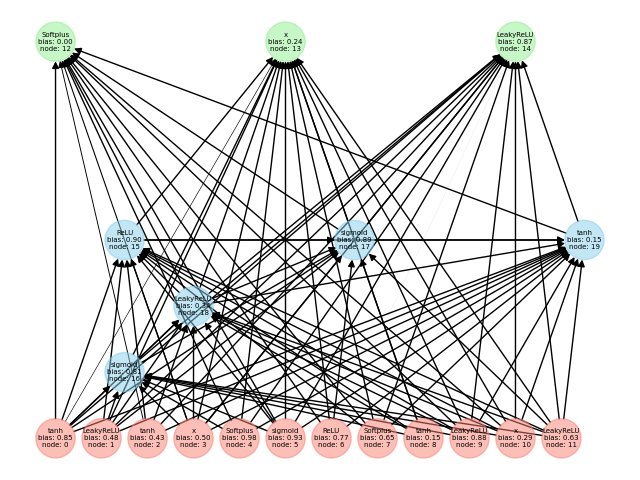 Softplus
bias: 0.00
node: 12
x
bias: 0.24
node: 13
LeakyReLU
bias: 0.87
node: 14
ReLU
bias: 0.90
node: 15
sigmoid
bias: 0.89
node: 17
tanh
bias: 0.15
node: 19
LeakyReLU
node: 18
sigmoid
bias: 0.81
node: 16
tanh
bias: 0.85
node: 0
LeakyReLU
bias: 0.48
node: 1
tanh
bias: 0.43
node: 2
x
bias: 0.50
node: 3
Softplus
bias: 0.98
node: 4
sigmoid
bias: 0.93
node: 5
ReLU
bias: 0.77
node: 6
Softplus
bias: 0.65
node: 7
tanh
bias: 0.15
node: 8
LeakyReLU
bias: 0.88
node: 9
x
bias: 0.29
node: 10
LeakyReLU
bias: 0.63
node: 11